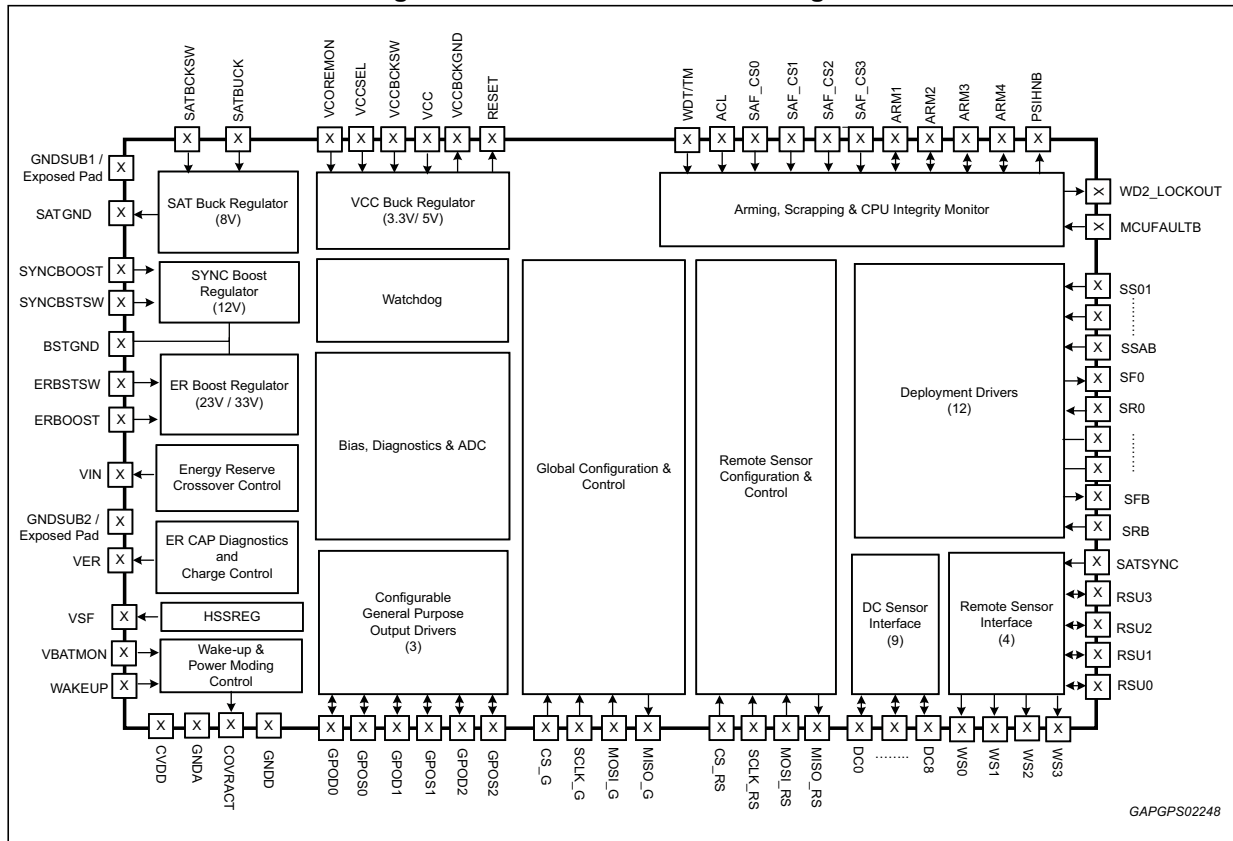 SATBCKSW
SATBUCK
VCOREMON
VCCSEL
VCCBCKSW
VCC
VCCBCKGND
RESET
WDT/TM
ACL
SAF_CS0
SAF_CS1
SAF_CS2
SAF_CS3
ARM1
ARM2
ARM3
ARM4
PSIHNB
X X X X X X X X X X X X X X X X X X X
GNDSUB1 /
Exposed Pad
X
SATGND
X
SAT Buck Regulator
(8V)
VCC Buck Regulator
(3.3V/ 5V)
Arming, Scrapping & CPU Integrity Monitor
X
WD2_LOCKOUT
X
MCUFAULTB
SYNCBOOST
X
SYNCBSTSW
X
SYNC Boost
Regulator
(12V)
Watchdog
BSTGND
X
ERBSTSW
X
ERBOOST
X
ER Boost Regulator
(23V / 33V)
Bias, Diagnostics & ADC
Global Configuration &
Control
Remote Sensor
Configuration &
Control
Deployment Drivers
(12)
X
SS01
X
........
X
SSAB
X
SF0
X
SR0
X
........
X
X
SFB
X
SRB
VIN
X
Energy Reserve
Crossover Control
GNDSUB2 /
Exposed Pad
X
VER
X
ER CAP Diagnostics
and
Charge Control
VSF
X
HSSREG
VBATMON
X
WAKEUP
X
Wake-up &
Power Moding
Control
Configurable
General Purpose
Output Drivers
(3)
DC Sensor
Interface
(9)
Remote Sensor
Interface
(4)
X
SATSYNC
X
RSU3
X
RSU2
X
RSU1
X
RSU0
X X X X X X X X X X X X X X X X X X X X X X X X X
CVDD
GNDA
COVRACT
GNDD
GPOD0
GPOS0
GPOD1
GPOS1
GPOD2
GPOS2
CS_G
SCLK_G
MOSI_G
MISO_G
CS_RS
SCLK_RS
MOSI_RS
MISO_RS
DC0
........
DC8
WS0
WS1
WS2
WS3
GAPGPS02248